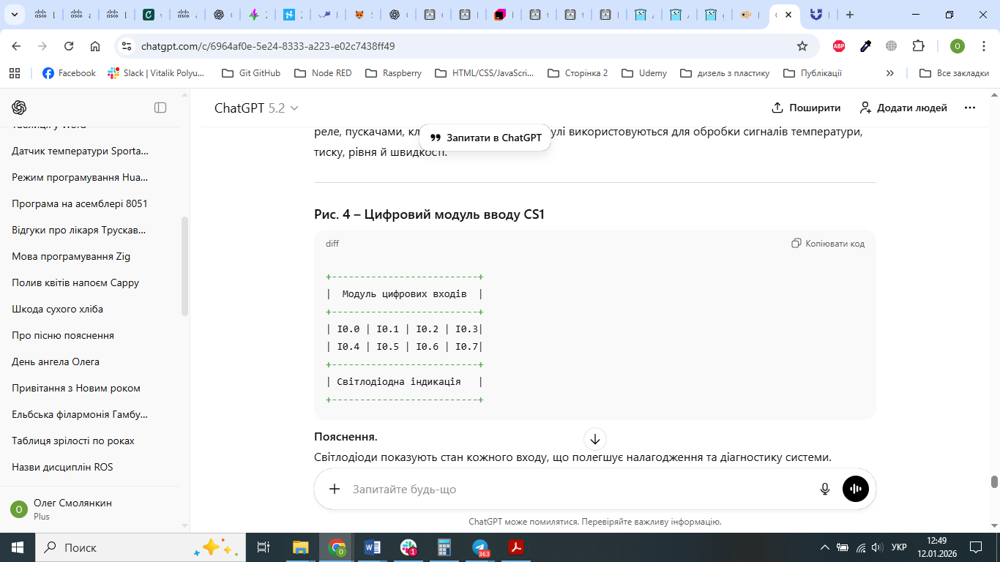 chatgpt.com/c/6964af0e-5e24-8333-a223-e02c7438ff49
ABP
O
Facebook
Slack | Vitalik Polyu...
Git GitHub
Node RED
Raspberry
HTML/CSS/JavaScri...
Сторінка 2
Udemy
дизель з пластику
Публікації
Все закладки
ChatGPT 5.2
Поширити
Додати людей
Датчик температури Sporta...
Режим програмування Hua...
Програма на асемблері 8051
Відгуки про лікаря Трускав...
Мова програмування Zig
Полив квітів напоєм Cappy
Шкода сухого хліба
Про пісню пояснення
День ангела Олега
Привітання з Новим роком
Ельбська філармонія Гамбу...
Таблиця зрілості по роках
Назви дисциплін ROS
О
Олег Смолянкин
Plus
реле, пускачами, використовуються для обробки сигналів температури,
Запитати в ChatGPT
тиску, рівня й швидкості.
Рис. 4 – Цифровий модуль вводу CS1
diff
Копіювати код
+--------------------------+
|  Модуль цифрових входів  |
+--------------------------+
| I0.0 | I0.1 | I0.2 | I0.3|
| I0.4 | I0.5 | I0.6 | I0.7|
+--------------------------+
| Світлодіодна індикація   |
+--------------------------+
Пояснення.
Світлодіоди показують стан кожного входу, що полегшує налагодження та діагностику системи.
Запитайте будь-що
ChatGPT може помилятися. Перевіряйте важливу інформацію.
Поиск
1
363
УКР
12:49
12.01.2026